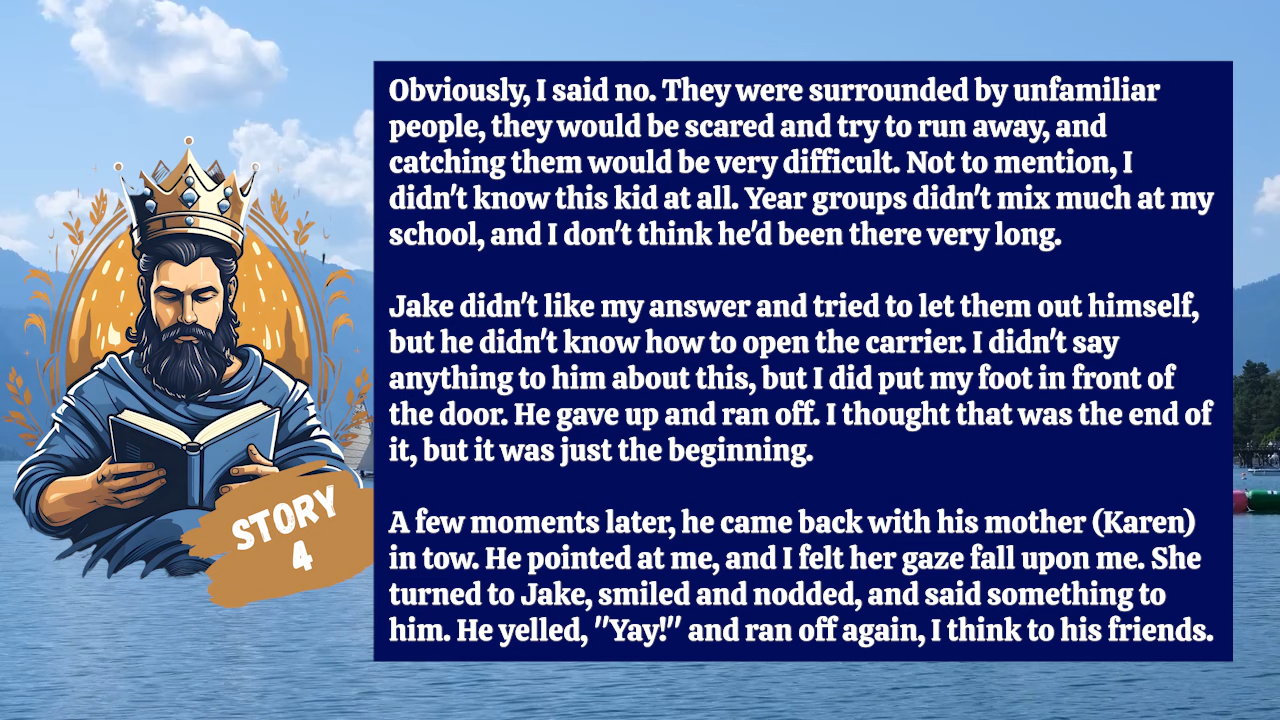 Obviously, I said no. They were surrounded by unfamiliar
people, they would be scared and try to run away, and
catching them would be very difficult. Not to mention, I
didn't know this kid at all. Year groups didn't mix much at my
school, and I don't think he'd been there very long.
Jake didn't like my answer and tried to let them out himself,
but he didn't know how to open the carrier. I didn't say
anything to him about this, but I did put my foot in front of
the door. He gave up and ran off. I thought that was the end of
it, but it was just the beginning.
A few moments later, he came back with his mother (Karen)
in tow. He pointed at me, and I felt her gaze fall upon me. She
turned to Jake, smiled and nodded, and said something to
him. He yelled, "Yay!" and ran off again, I think to his friends.
STORY
4